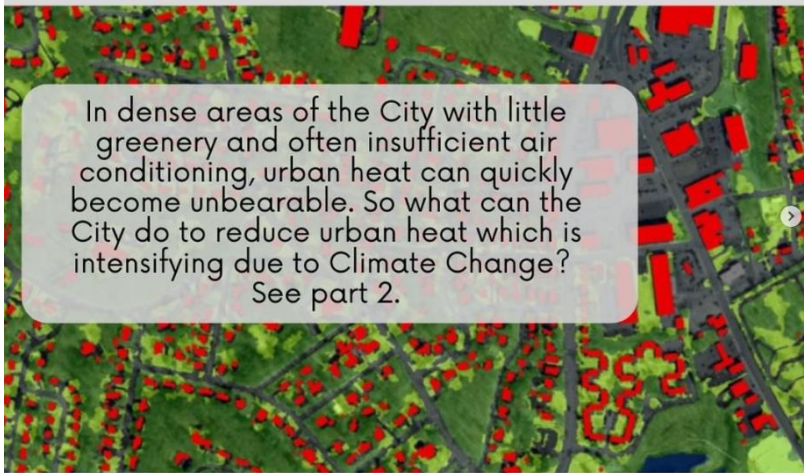 In dense areas of the City with little
greenery and often insufficient air
conditioning, urban heat can quickly
become unbearable. So what can the
City do to reduce urban heat which is
intensifying due to Climate Change?
See part 2.